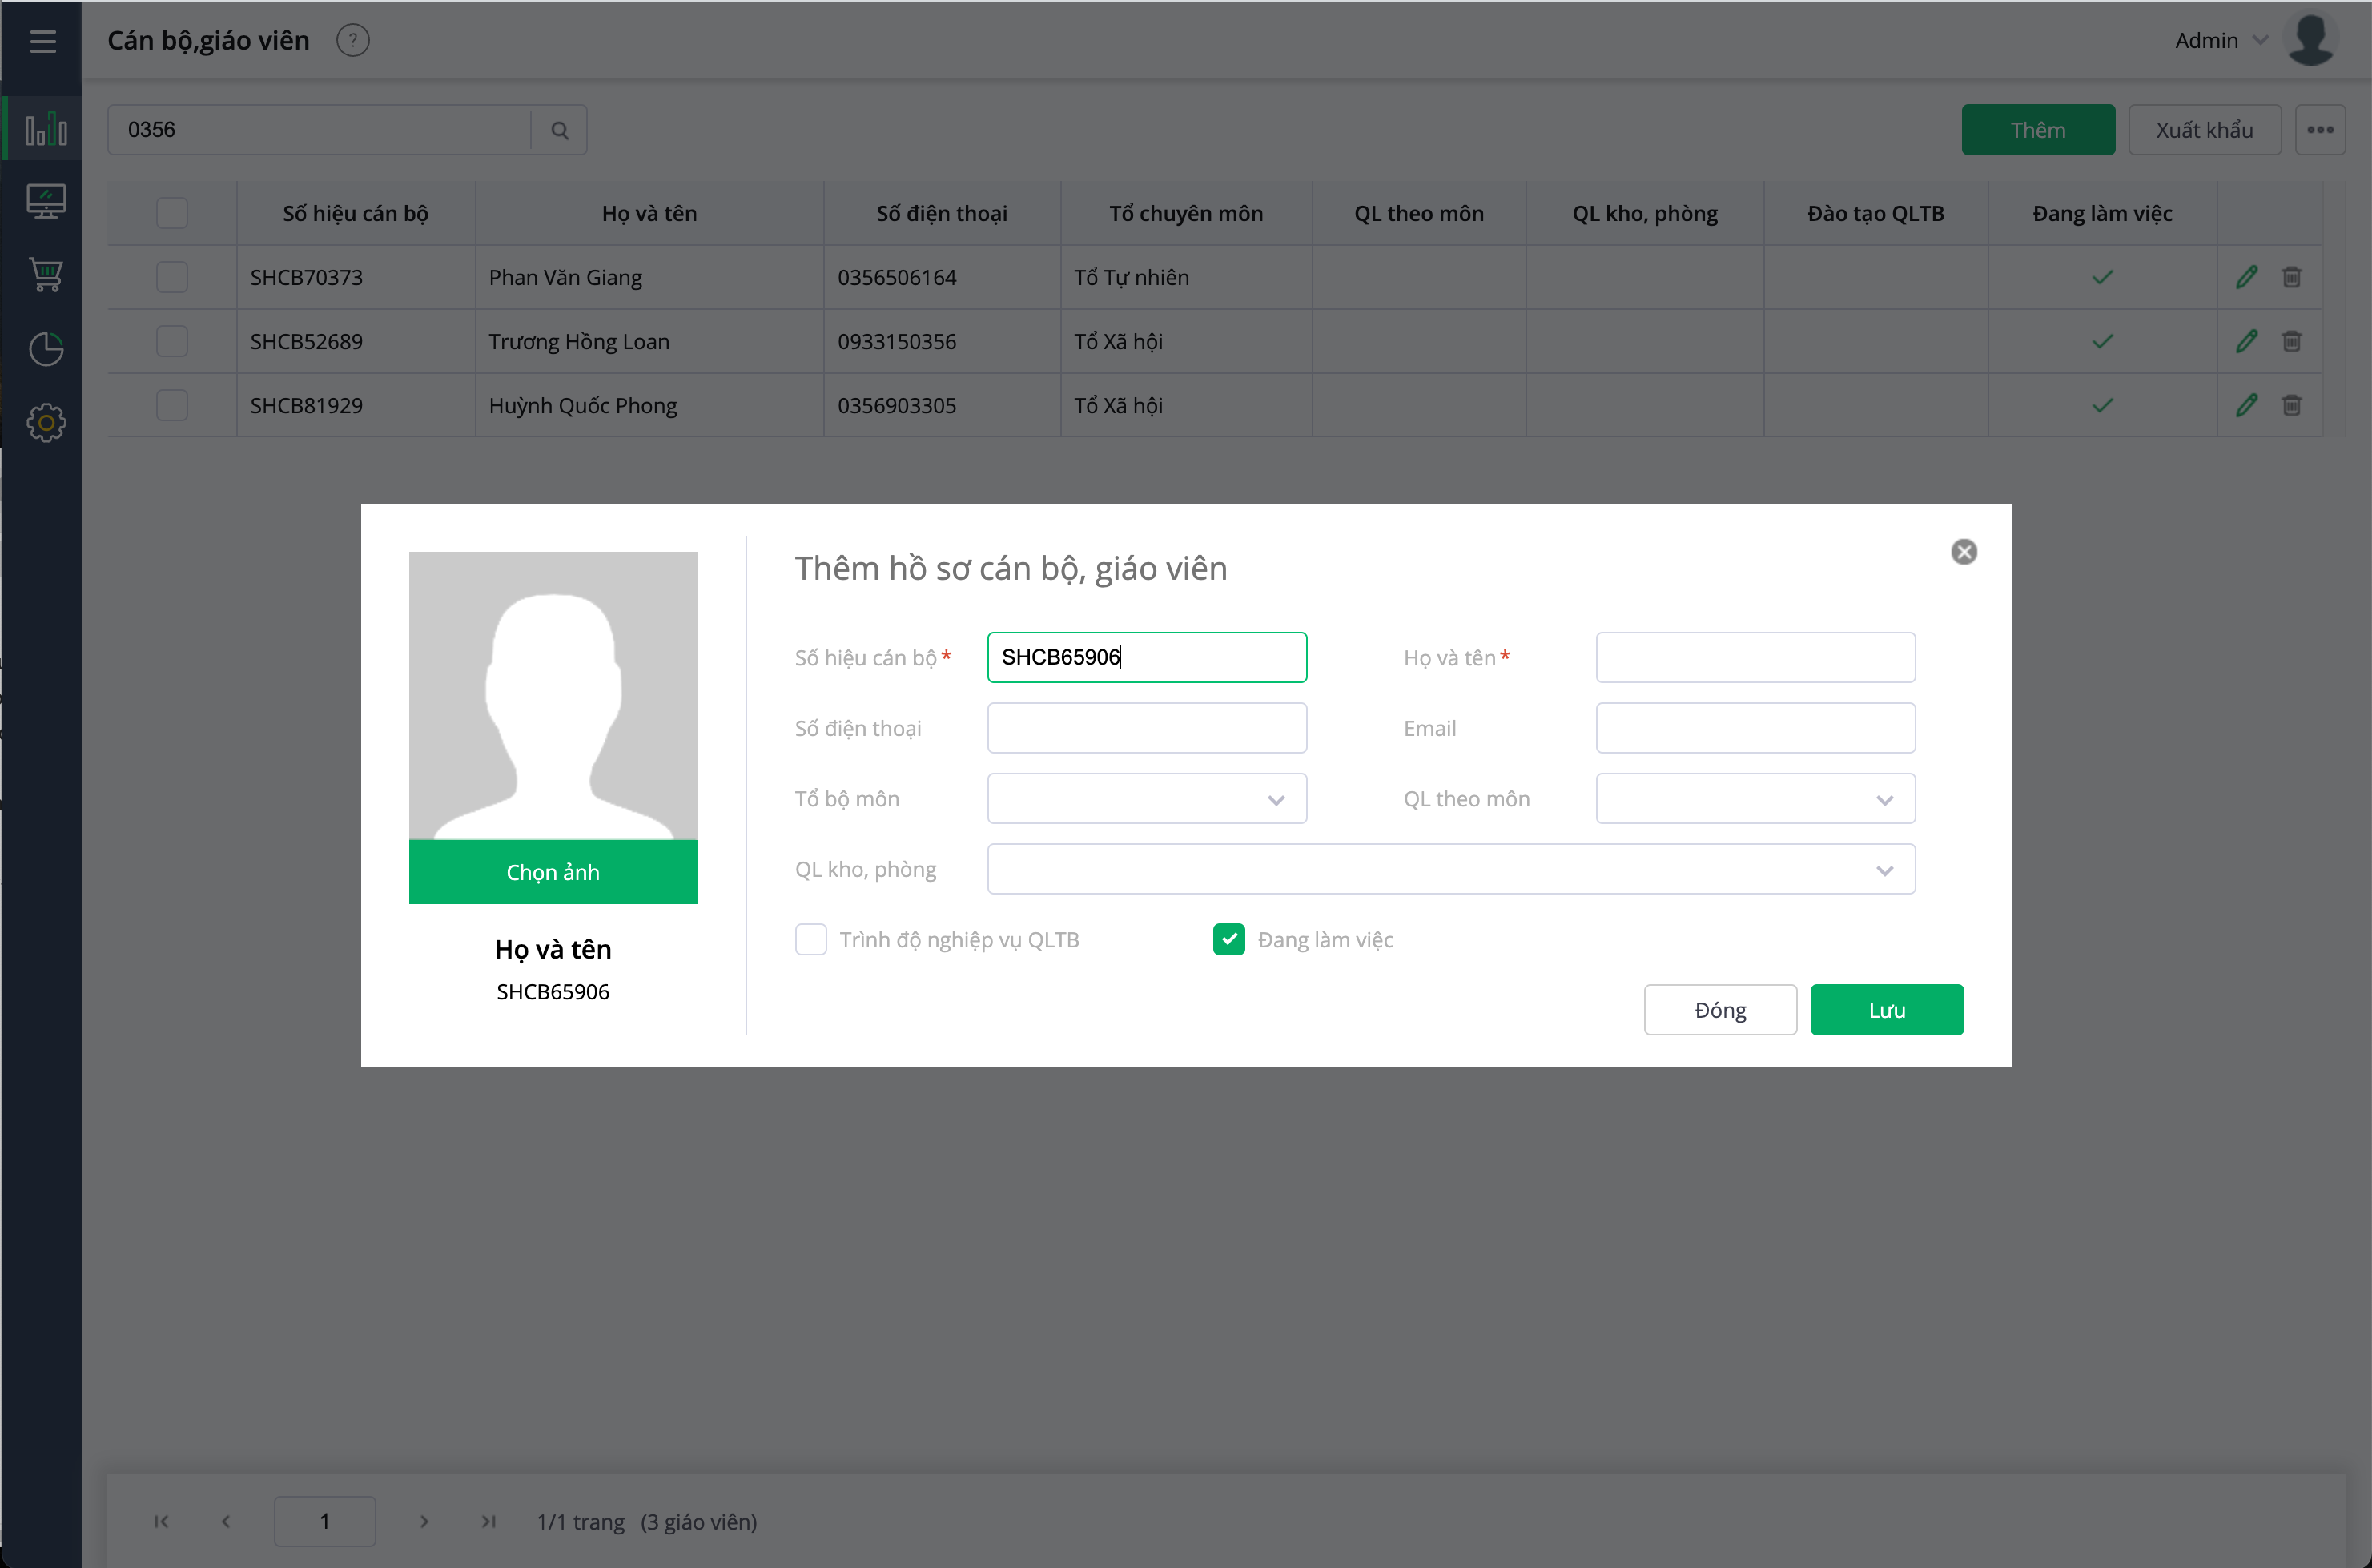 Cán bộ,giáo viên ?
Admin
0356
Thêm
Xuất khẩu
Số hiệu cán bộ Họ và tên Số điện thoại Tổ chuyên môn QL theo môn QL kho, phòng Đào tạo QLTB Đang làm việc
SHCB70373 Phan Văn Giang 0356506164 Tổ Tự nhiên
SHCB52689 Trương Hồng Loan 0933150356 Tổ Xã hội
SHCB81929 Huỳnh Quốc Phong 0356903305 Tổ Xã hội
Chọn ảnh
Họ và tên
SHCB65906
Thêm hồ sơ cán bộ, giáo viên
Số hiệu cán bộ* SHCB65906 Họ và tên*
Số điện thoại Email
Tổ bộ môn QL theo môn
QL kho, phòng
Trình độ nghiệp vụ QLTB Đang làm việc
Đóng Lưu
1 1/1 trang (3 giáo viên)